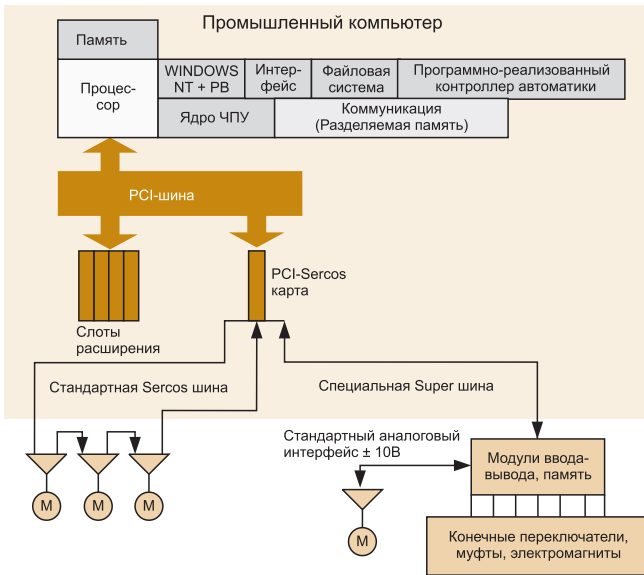 Промышленный компьютер
Память
Процес-
сор
WINDOWS
NT + PB
Интер-
фейс
Файловая
система
Программно-реализованный
контроллер автоматики
Ядро ЧПУ
Коммуникация
(Разделяемая память)
PCI-шина
PCI-Sercos
карта
Слоты
расширения
Стандартная Sercos шина
Специальная Super шина
Стандартный аналоговый
интерфейс ± 10В
Модули ввода-
вывода, память
M
M
M
M
Конечные переключатели,
муфты, электромагниты